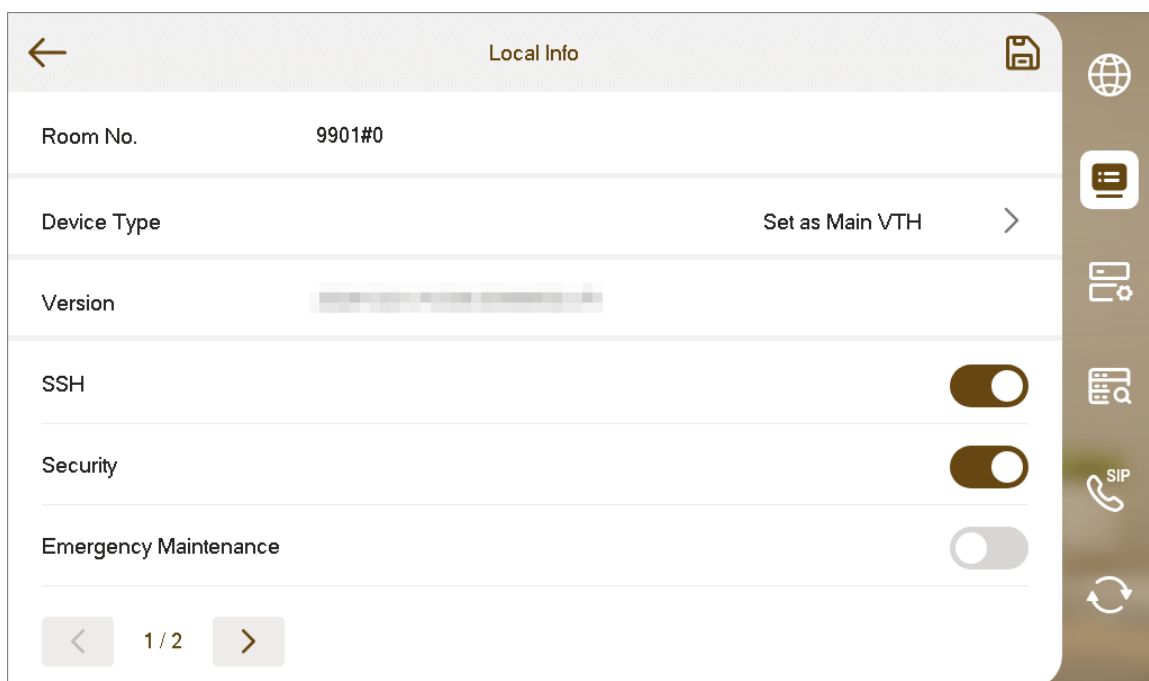 Local Info
Room No. 9901#0
Device Type Set as Main VTH
Version
SSH
Security
SIP
Emergency Maintenance
1 / 2